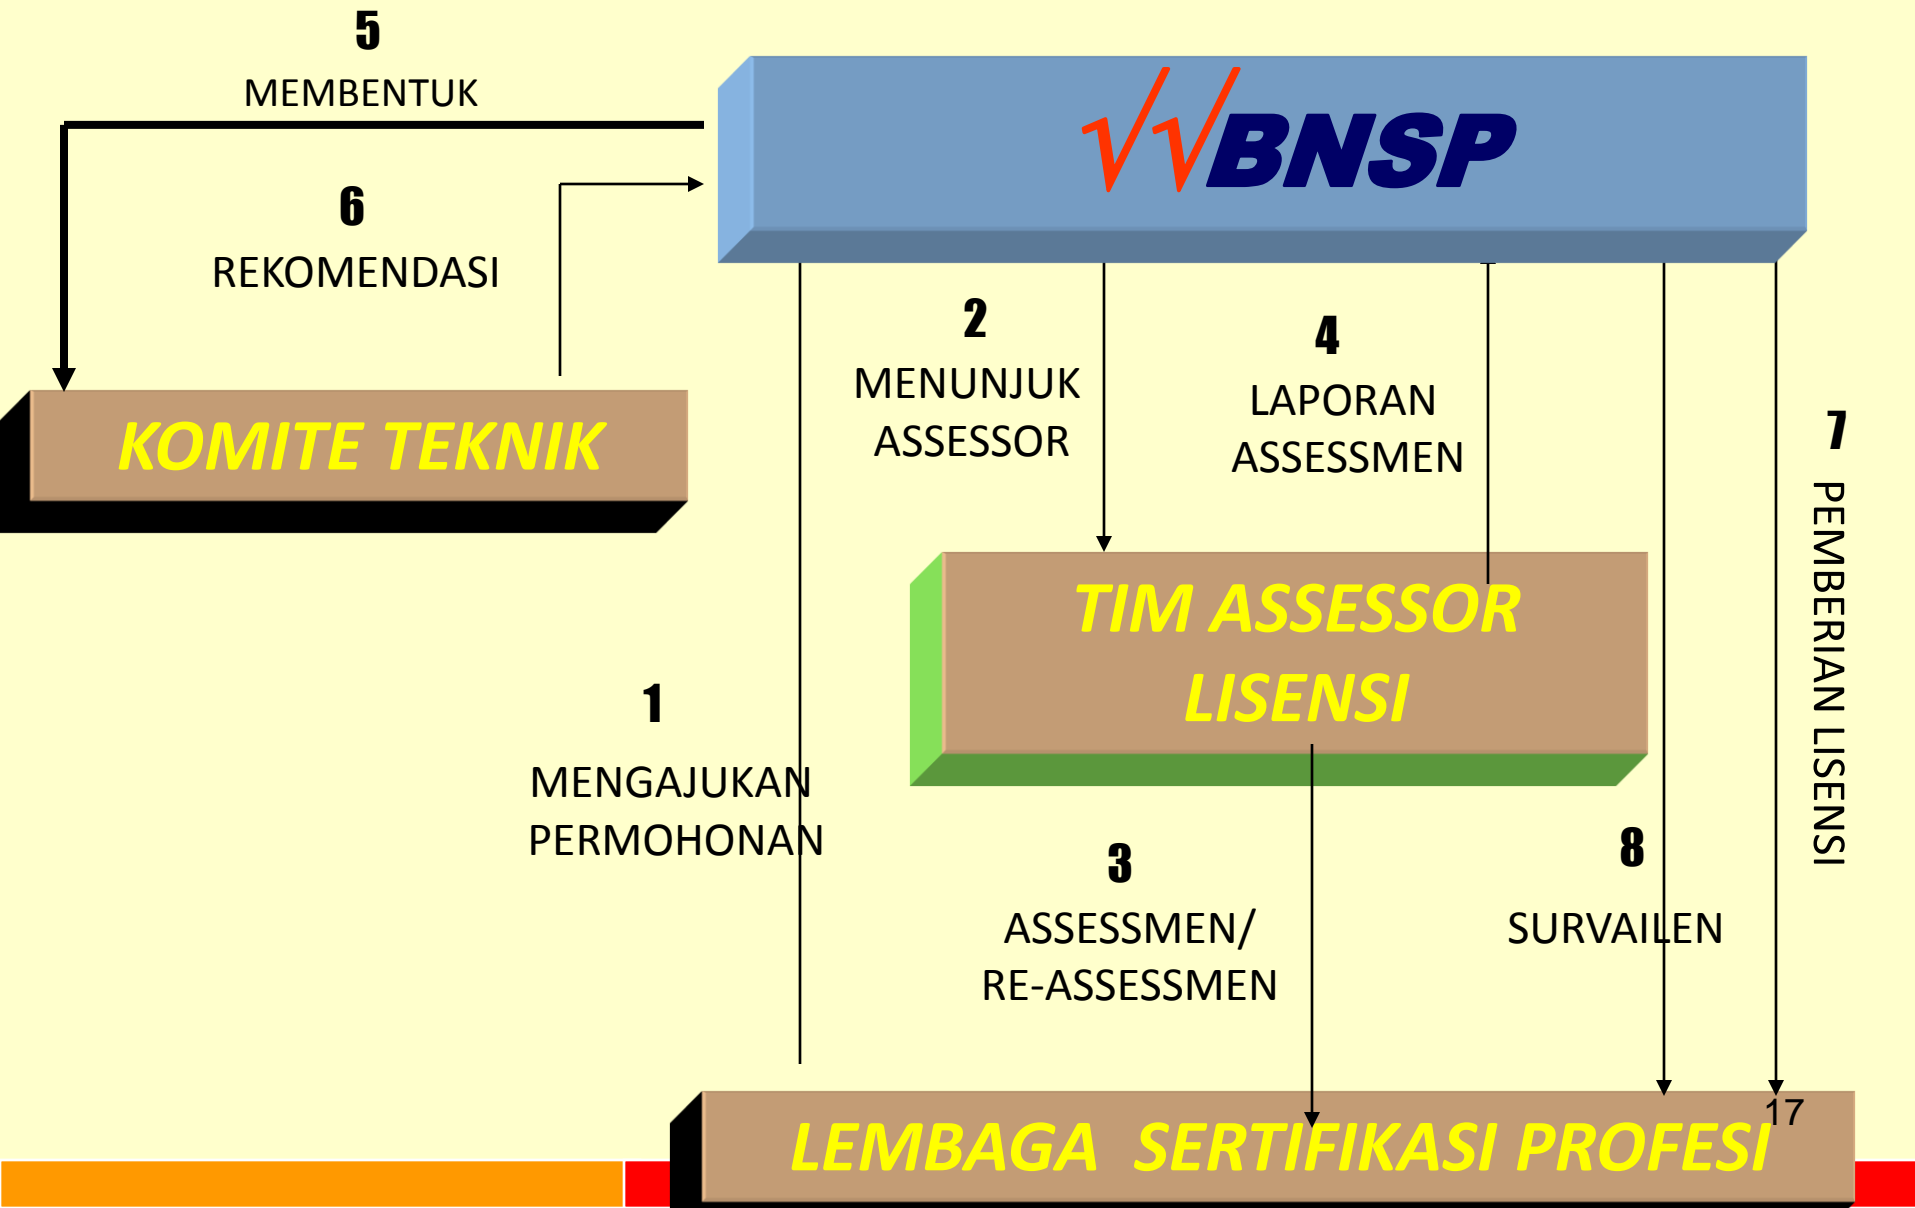 5
MEMBENTUK
BNSP
6
REKOMENDASI
2
MENUNJUK
ASSESSOR
4
LAPORAN
ASSESSMEN
KOMITE TEKNIK
7
PEMBERIAN LISENSI
TIM ASSESSOR
LISENSI
1
MENGAJUKAN
PERMOHONAN
3
ASSESSMEN/
RE-ASSESSMEN
8
SURVAILEN
17
LEMBAGA SERTIFIKASI PROFESI